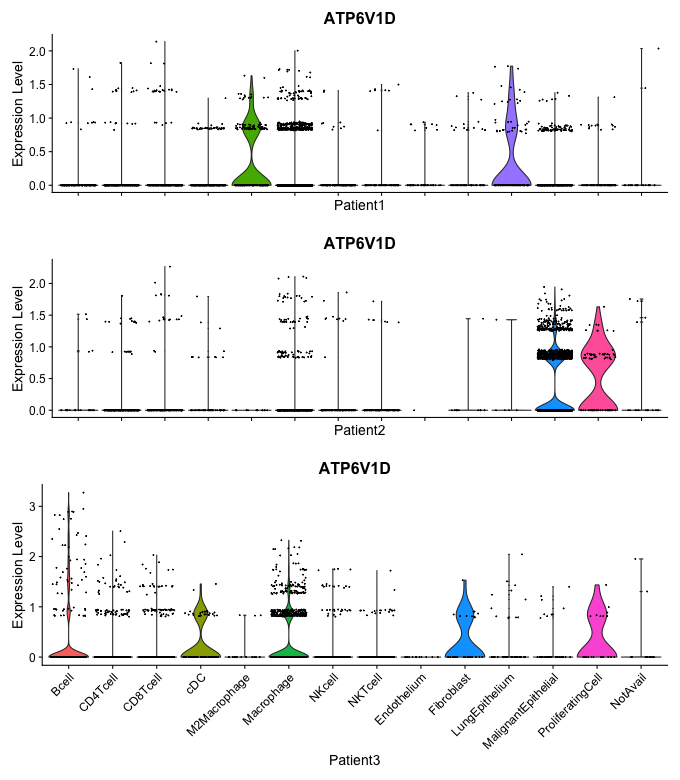 ATP6V1D
Expression Level
2.0
1.5
1.0
0.5
0.0
Patient1
ATP6V1D
Expression Level
2.0
1.5
1.0
0.5
0.0
Patient2
ATP6V1D
Expression Level
3
2
1
0
Bcell
CD4Tcell
CD8Tcell
cDC
M2Macrophage
Macrophage
NKcell
NKTcell
Endothelium
Fibroblast
LungEpithelium
MalignantEpithelial
ProliferatingCell
NotAvail
Patient3